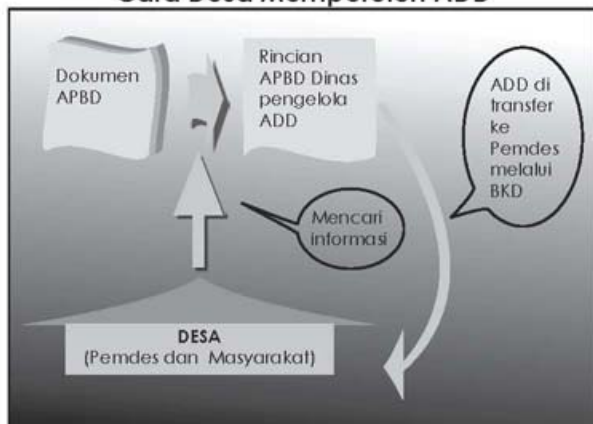 Cara Desa Memperoleh ADD
Dokumen
APBD
Rincian
APBD Dinas
pengelola
ADD
ADD di
transfer
ke
Pemdes
melalui
BKD
Mencari
informasi
DESA
(Pemdes dan Masyarakat)